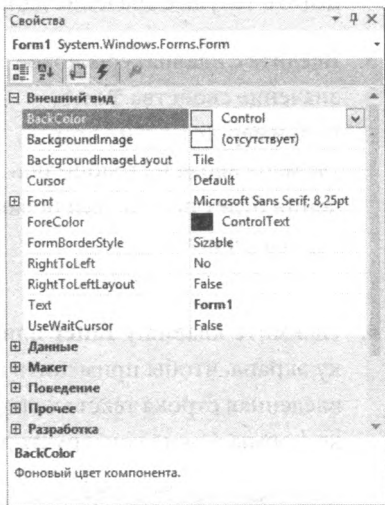 Свойства
Form1 System.Windows.Forms.Form
Внешний вид
BackColor Control
BackgroundImage (отсутствует)
BackgroundImageLayout Tile
Cursor Default
Font Microsoft Sans Serif; 8,25pt
ForeColor ControlText
FormBorderStyle Sizable
RightToLeft No
RightToLeftLayout False
Text Form1
UseWaitCursor False
Данные
Макет
Поведение
Прочее
Разработка
BackColor
Фоновый цвет компонента.